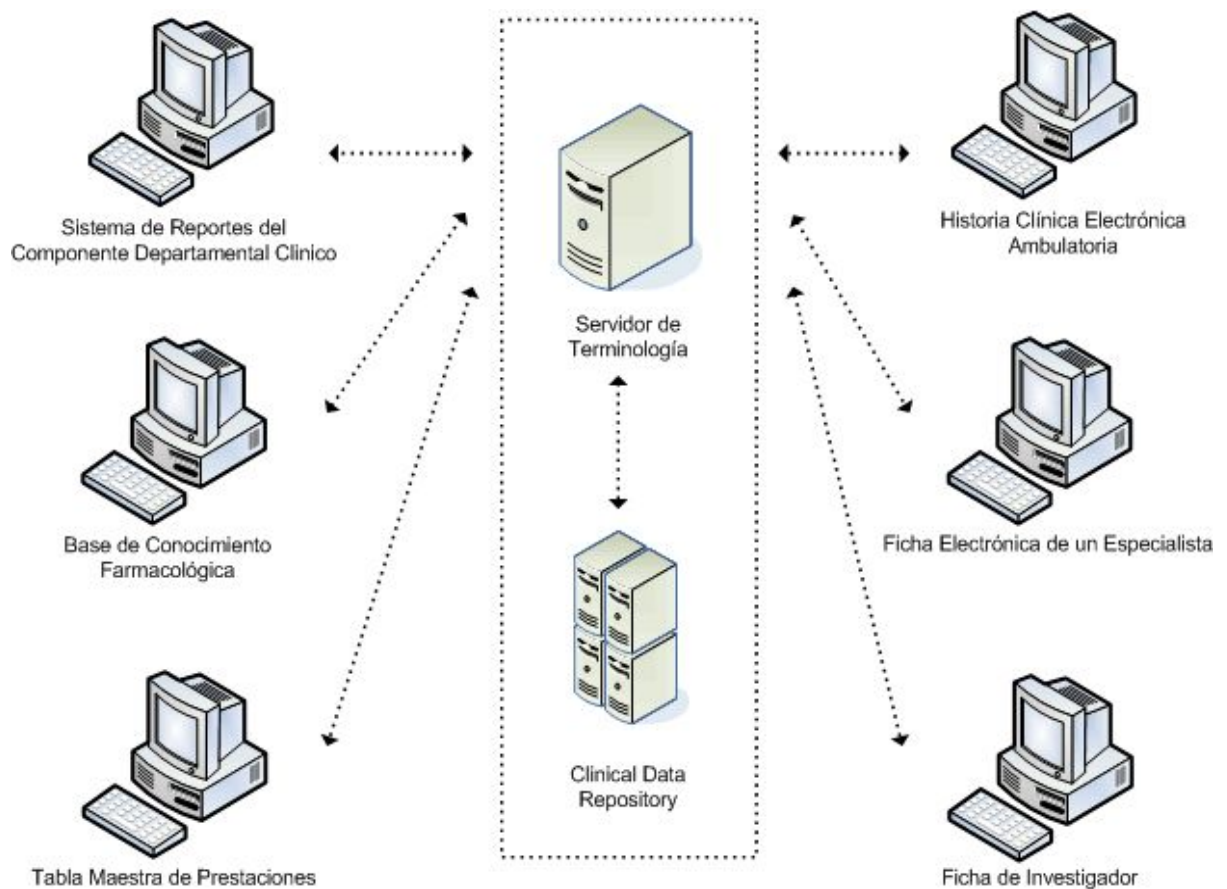 Sistema de Reportes del
Componente Departamental Clinico
Historia Clínica Electrónica
Ambulatoria
Servidor de
Terminología
Base de Conocimiento
Farmacológica
Ficha Electrónica de un Especialista
Clinical Data
Repository
Tabla Maestra de Prestaciones
Ficha de Investigador